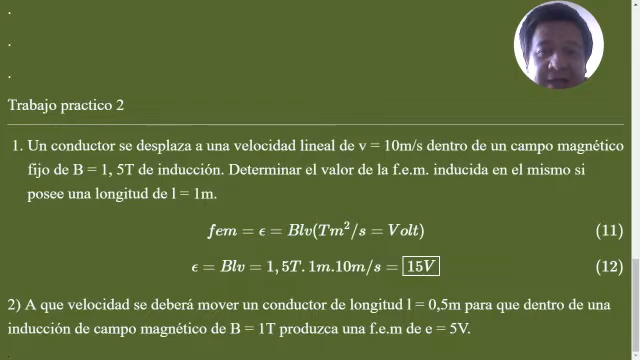 .
.
.
Trabajo practico 2
1. Un conductor se desplaza a una velocidad lineal de v = 10m/s dentro de un campo magnético
fijo de B = 1, 5T de inducción. Determinar el valor de la f.e.m. inducida en el mismo si
posee una longitud de l = 1m.
fem = ϵ = Blv(Tm²/s = Volt) (11)
ϵ = Blv = 1, 5T. 1m.10m/s = 15V (12)
2) A que velocidad se deberá mover un conductor de longitud l = 0,5m para que dentro de una
inducción de campo magnético de B = 1T produzca una f.e.m de e = 5V.